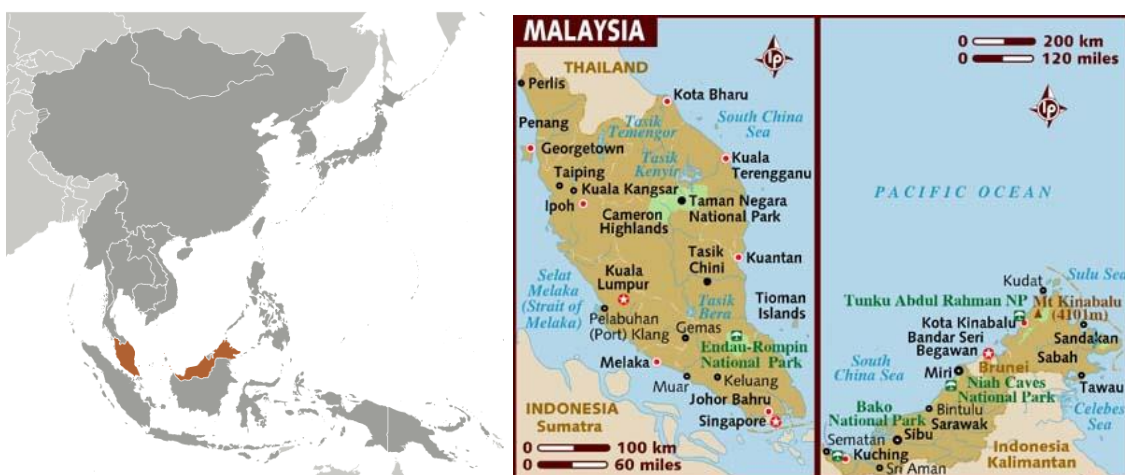 MALAYSIA
THAILAND
Perlis
Kota Bharu
Penang
Tasik
Temengor
South China
Sea
Georgetown
Tasik
Kenyir
Kuala
Terengganu
Taiping
Kuala Kangsar
Ipoh
Taman Negara
National Park
Cameron
Highlands
Kuantan
Tasik
Chini
Selat
Melaka
(Strait of
Melaka)
Kuala
Lumpur
Tasik
Bera
Tioman
Islands
Pelabuhan
(Port) Klang
Gemas
Endau-Rompin
National Park
Melaka
Muar
Keluang
Johor Bahru
Singapore
INDONESIA
Sumatra
0 100 km
0 60 miles
0 200 km
0 120 miles
lp
lp
PACIFIC OCEAN
Kudat
Sulu Sea
Tunku Abdul Rahman NP
Mt Kinabalu
(4101m)
Kota Kinabalu
Bandar Seri
Begawan
Sandakan
Sabah
South
China Sea
Brunei
Miri
Tawau
Niah Caves
National Park
Celebes
Sea
Bako
National Park
Bintulu
Sarawak
Sematan
Sibu
Kuching
Sri Aman
Indonesia
Kalimantan